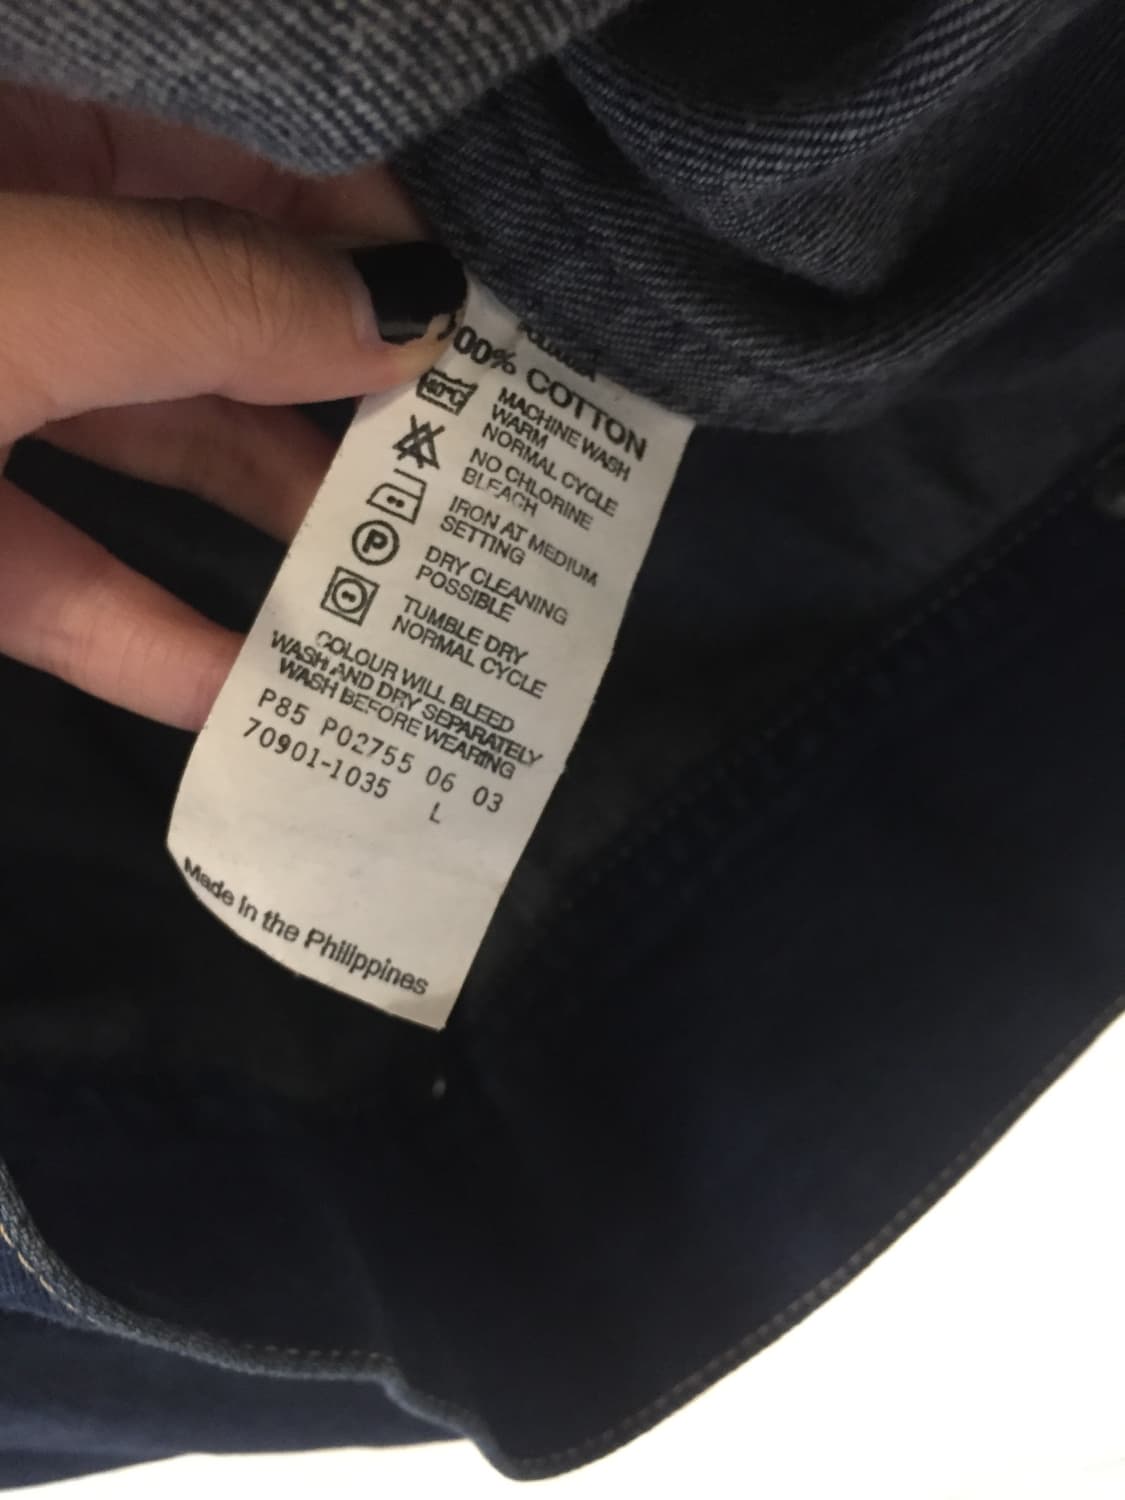 100% COTTON
40°C
MACHINE WASH
WARM
NORMAL CYCLE
NO CHLORINE
BLEACH
IRON AT MEDIUM
SETTING
P
DRY CLEANING
POSSIBLE
TUMBLE DRY
NORMAL CYCLE
COLOUR WILL BLEED
WASH AND DRY SEPARATELY
WASH BEFORE WEARING
P85 P02755 06 03
70901-1035 L
Made in the Philippines